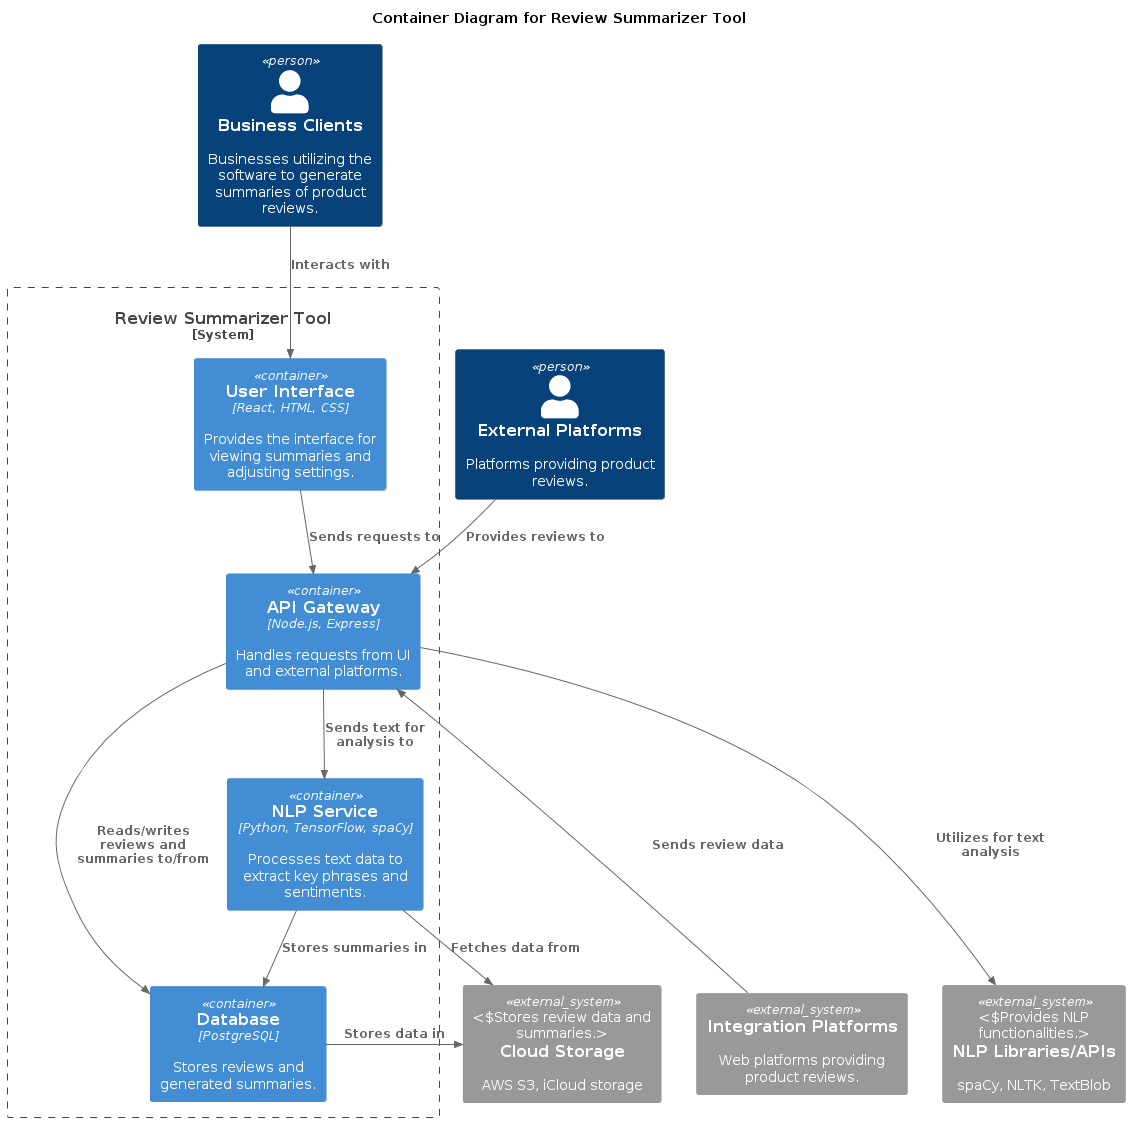 Container Diagram for Review Summarizer Tool
«person»
Business Clients
Businesses utilizing the
software to generate
summaries of product
reviews.
Interacts with
Review Summarizer Tool
[System]
«container»
User Interface
[React, HTML, CSS]
Provides the interface for
viewing summaries and
adjusting settings.
«person»
External Platforms
Platforms providing product
reviews.
Sends requests to
Provides reviews to
«container»
API Gateway
[Node.js, Express]
Handles requests from UI
and external platforms.
Sends text for
analysis to
«container»
NLP Service
[Python, TensorFlow, spaCy]
Processes text data to
extract key phrases and
sentiments.
Reads/writes
reviews and
summaries to/from
Sends review data
Utilizes for text
analysis
Stores summaries in
Fetches data from
«container»
Database
[PostgreSQL]
Stores reviews and
generated summaries.
Stores data in
«external_system»
<$Stores review data and
summaries.>
Cloud Storage
AWS S3, iCloud storage
«external_system»
Integration Platforms
Web platforms providing
product reviews.
«external_system»
<$Provides NLP
functionalities.>
NLP Libraries/APIs
spaCy, NLTK, TextBlob